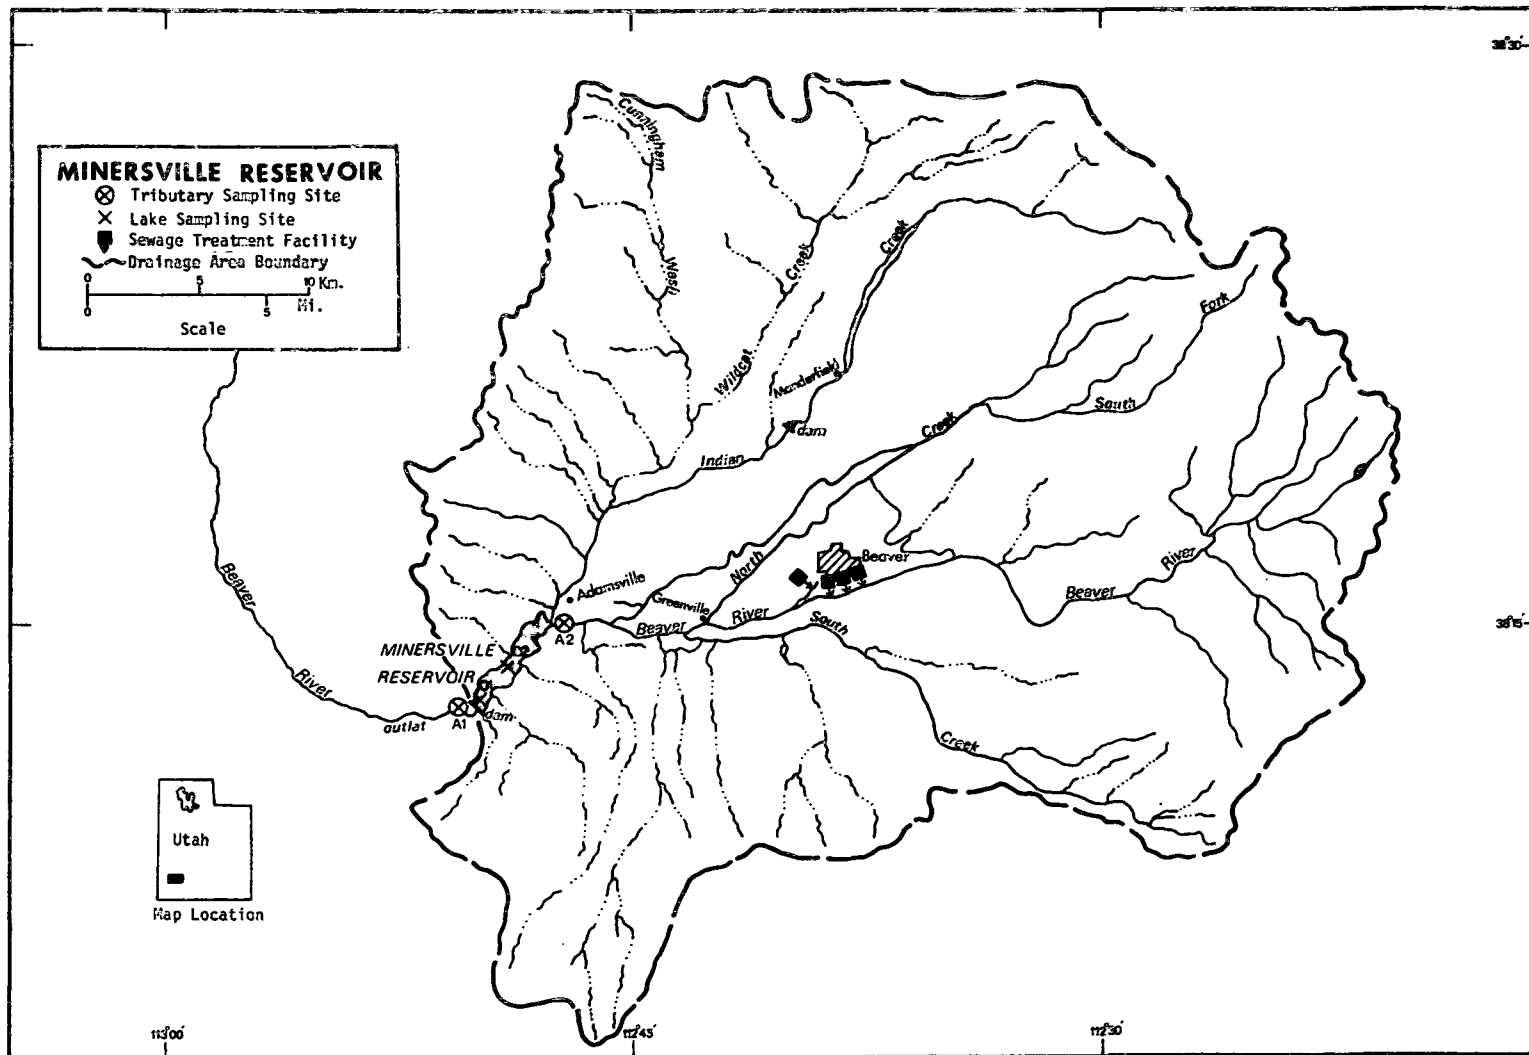 38°30'
MINERSVILLE RESERVOIR
Tributary Sampling Site
Lake Sampling Site
Sewage Treatment Facility
Drainage Area Boundary
0 5 10 Km.
0 5 Mi.
Scale
Cunningham
Wash
Wildcat
Creek
Creek
Manderfield
dam
Indian
Creek
North
South
Fork
Beaver
Beaver
River
Adamsville
Greenville
Beaver
River
South
Creek
38°15'
A2
MINERSVILLE
RESERVOIR
dam
A1
outlet
Beaver
River
Utah
Map Location
113°00'
112°45'
112°30'